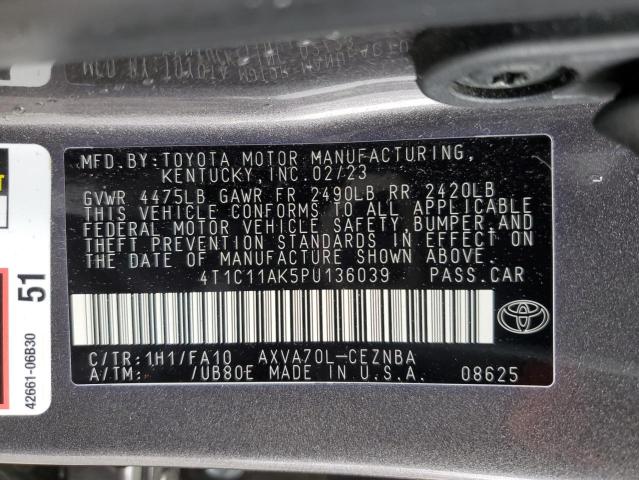 MFD.BY:TOYOTA MOTOR MANUFACTURING,
KENTUCKY,INC.02/23
GVWR 4475LB GAWR FR 2490LB RR 2420LB
THIS VEHICLE CONFORMS TO ALL APPLICABLE
FEDERAL MOTOR VEHICLE SAFETY,BUMPER,AND
THEFT PREVENTION STANDARDS IN EFFECT ON
THE DATE OF MANUFACTURE SHOWN ABOVE.
4T1C11AK5PU136039 PASS.CAR
C/TR:1H1/FA10 AXVA70L-CEZNBA
A/TM: /UB80E MADE IN U.S.A. 08625
51
42661-06B30